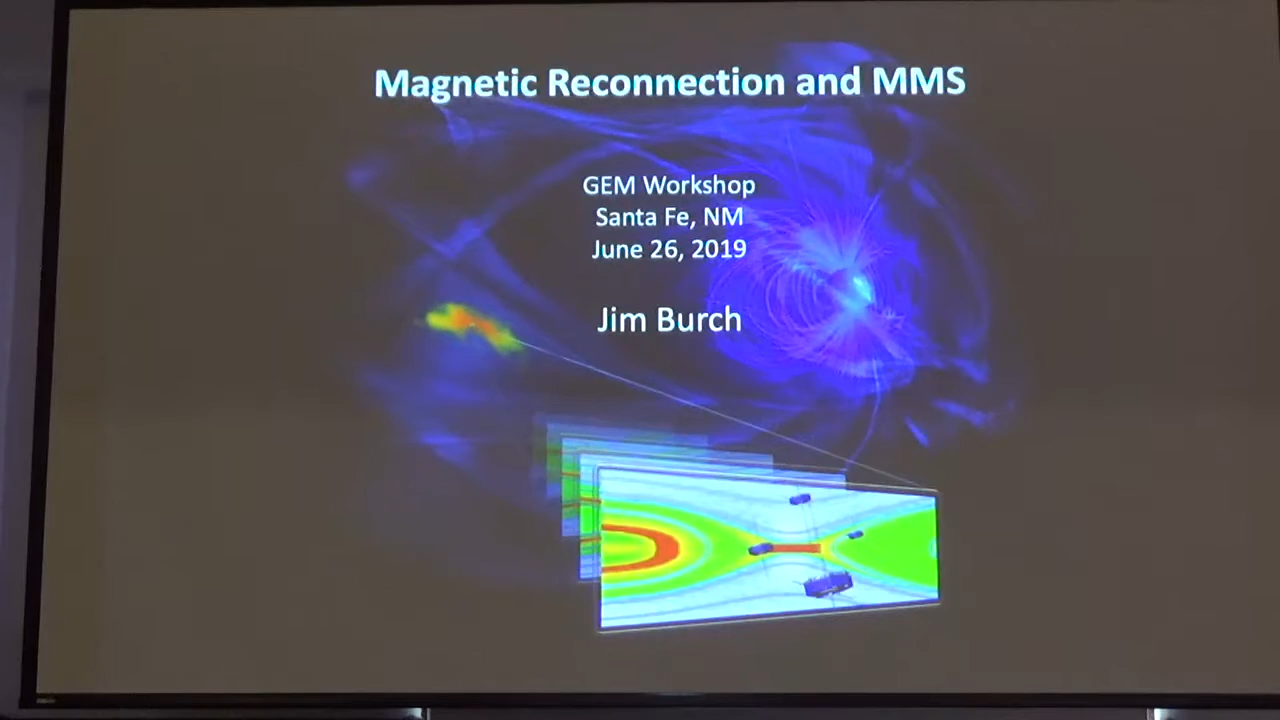 Magnetic Reconnection and MMS
GEM Workshop
Santa Fe, NM
June 26, 2019
Jim Burch